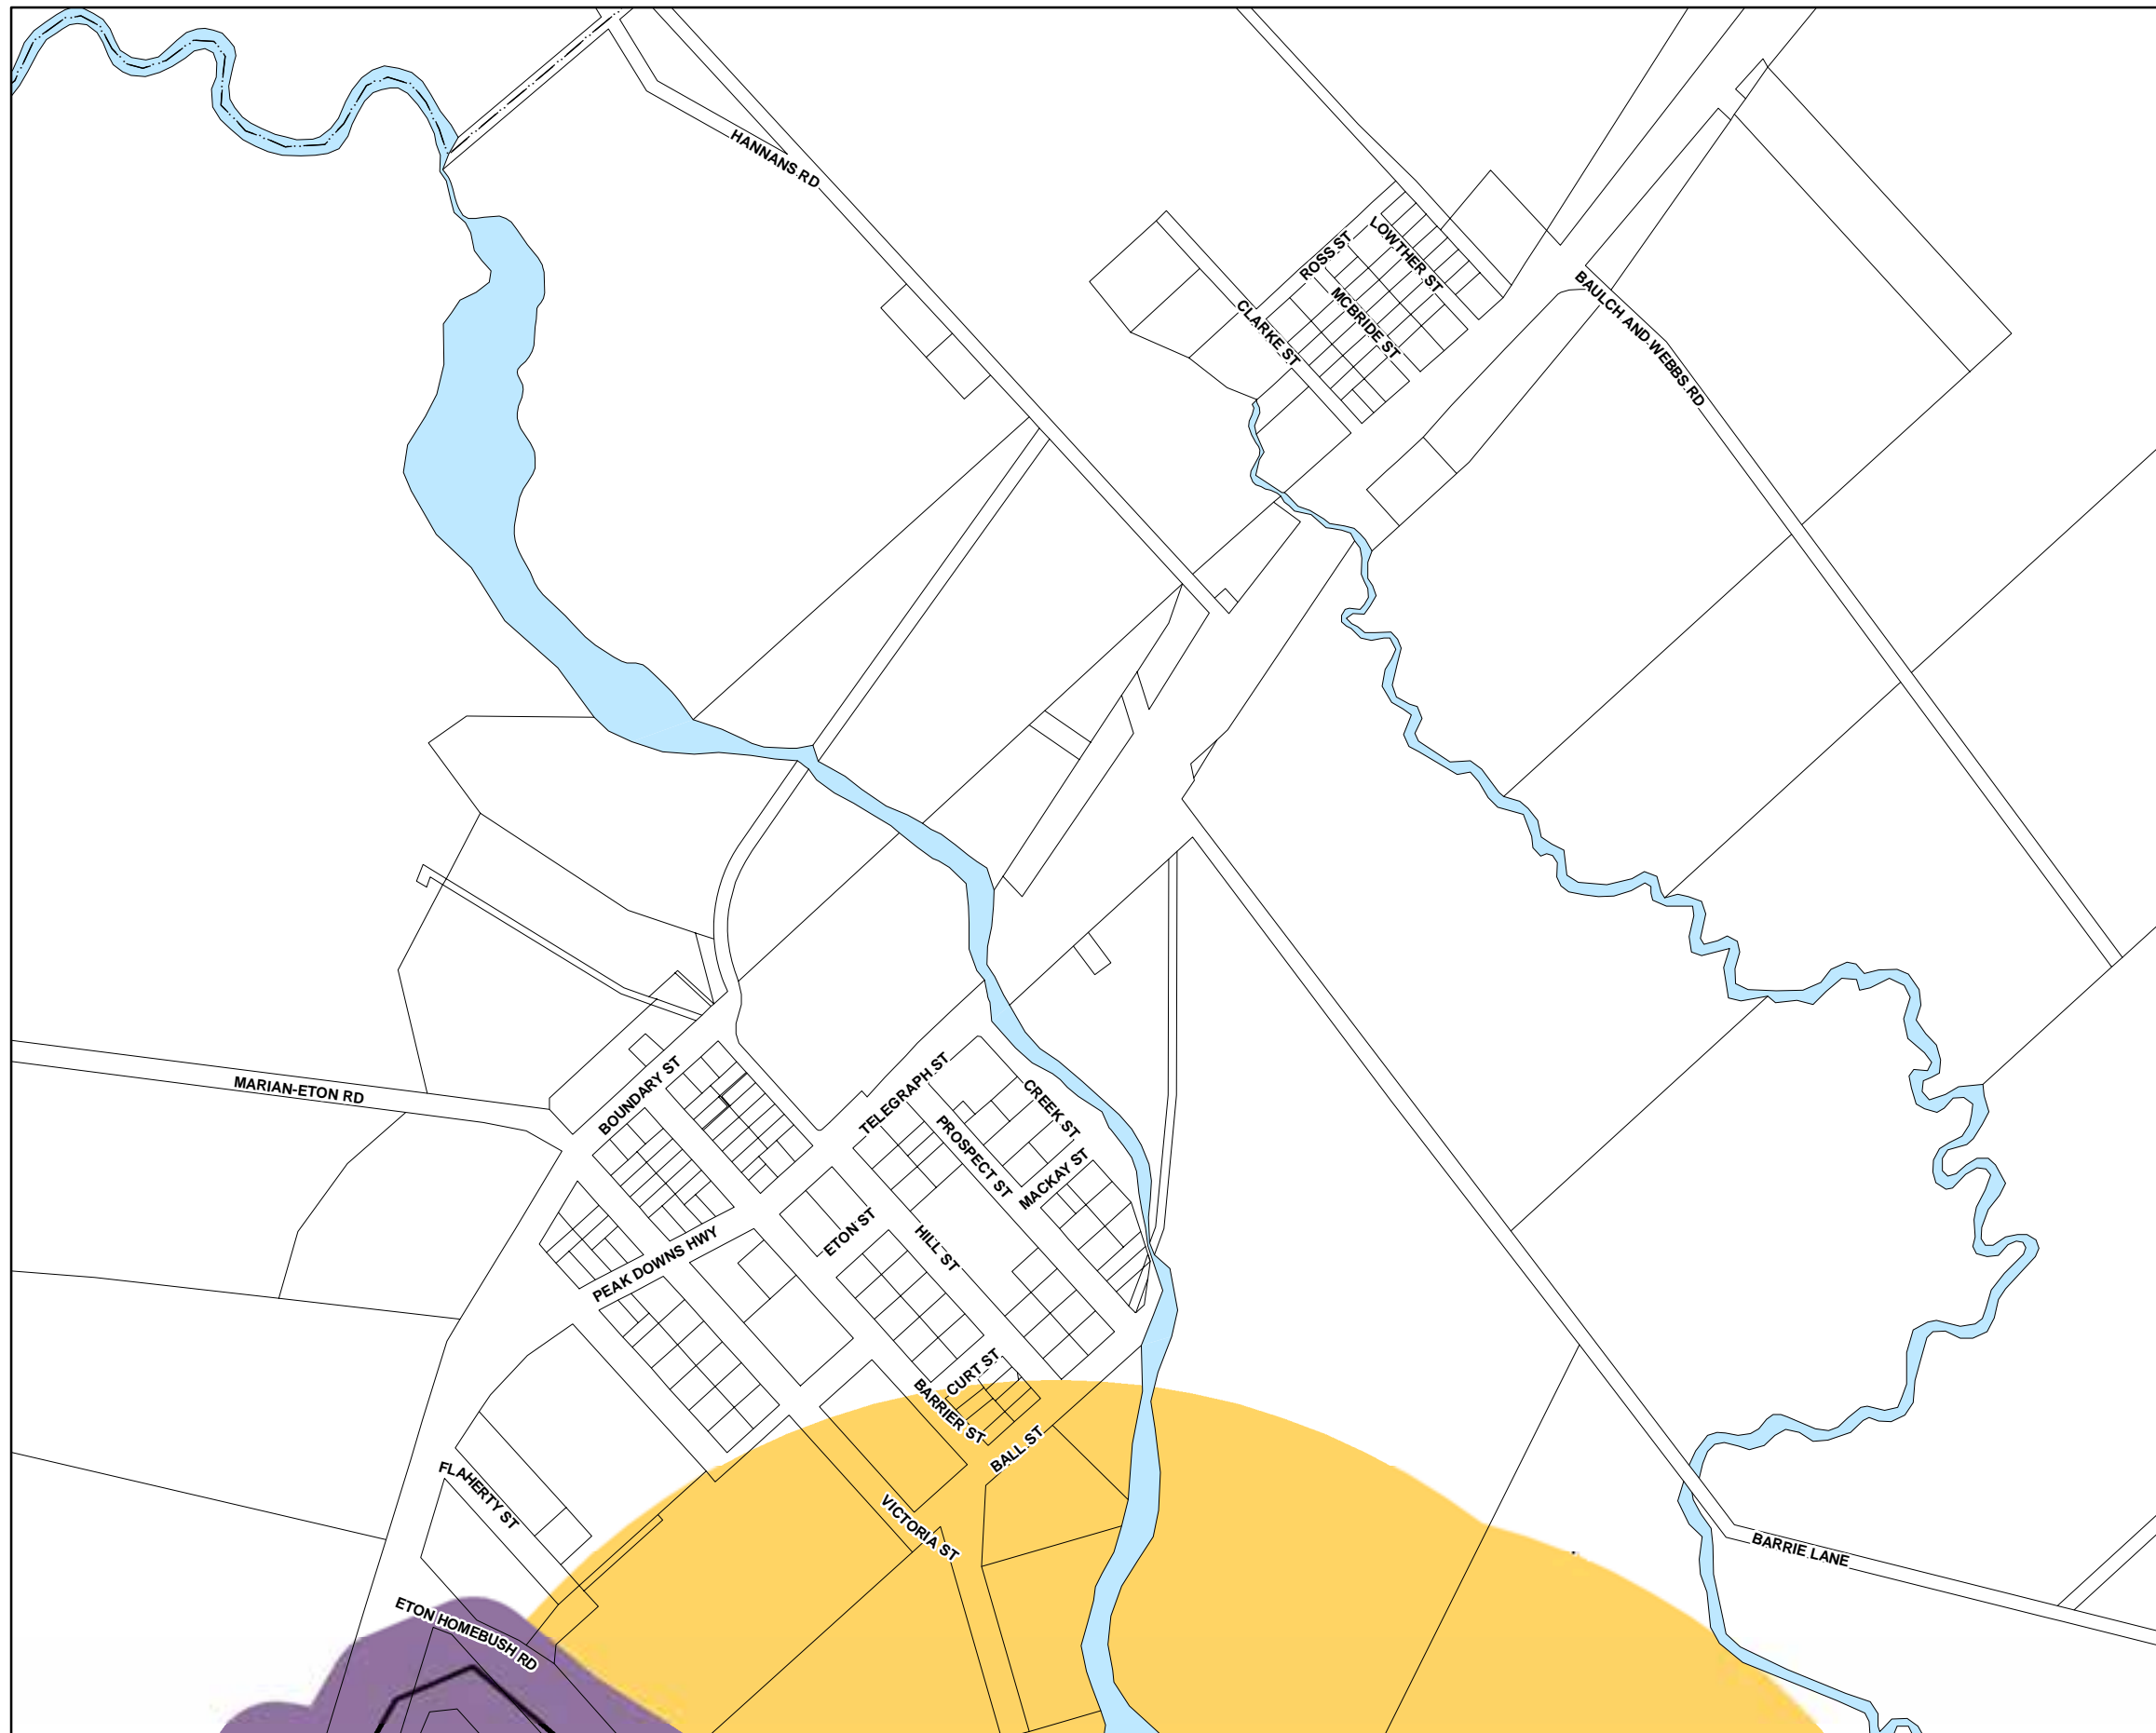 HANNANS RD
LOWTHER ST
ROSS ST
MCBRIDE ST
CLARKE ST
BAULCH AND WEBBS RD
MARIAN-ETON RD
BOUNDARY ST
TELEGRAPH ST
CREEK ST
PROSPECT ST
MACKAY ST
ETON ST
HILL ST
PEAK DOWNS HWY
CURT ST
BARRIER ST
BALL ST
FLAHERTY ST
VICTORIA ST
BARRIE LANE
ETON HOMEBUSH RD